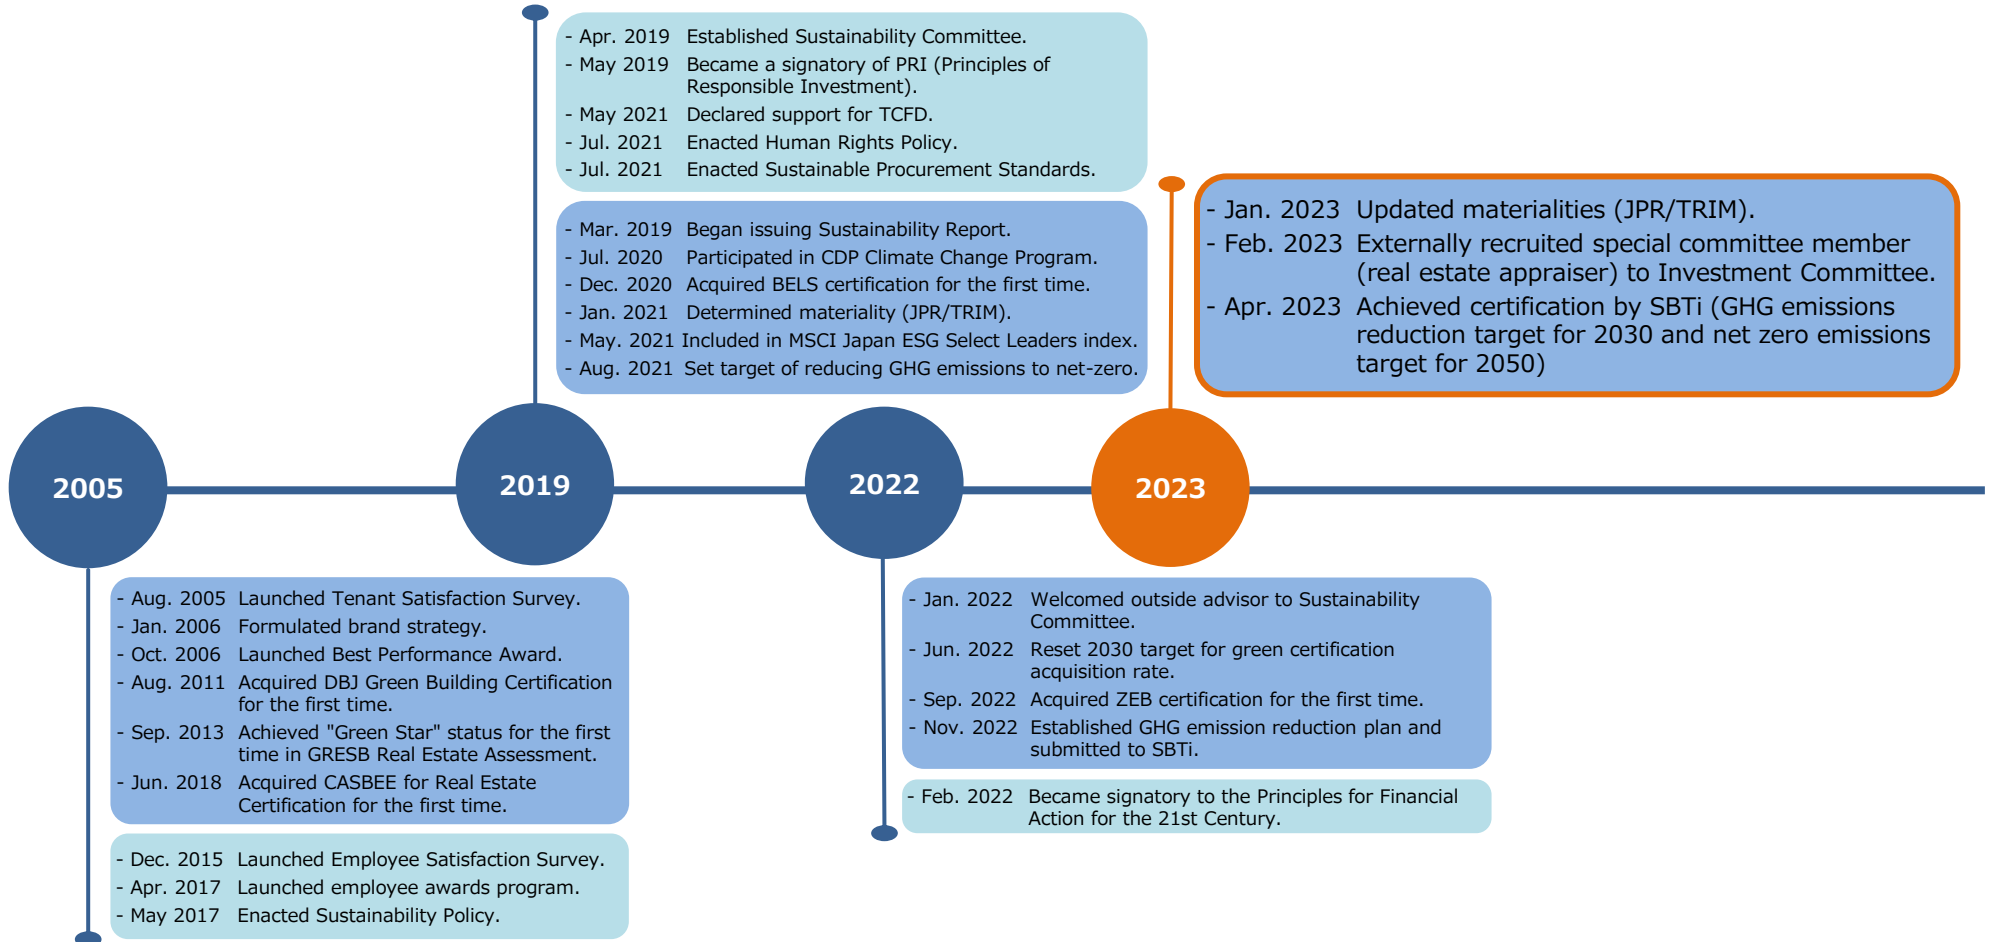 - Apr. 2019 Established Sustainability Committee.
- May 2019 Became a signatory of PRI (Principles of
Responsible Investment).
- May 2021 Declared support for TCFD.
- Jul. 2021 Enacted Human Rights Policy.
- Jul. 2021 Enacted Sustainable Procurement Standards.
- Mar. 2019 Began issuing Sustainability Report.
- Jul. 2020 Participated in CDP Climate Change Program.
- Dec. 2020 Acquired BELS certification for the first time.
- Jan. 2021 Determined materiality (JPR/TRIM).
- May. 2021 Included in MSCI Japan ESG Select Leaders index.
- Aug. 2021 Set target of reducing GHG emissions to net-zero.
- Jan. 2023 Updated materialities (JPR/TRIM).
- Feb. 2023 Externally recruited special committee member
(real estate appraiser) to Investment Committee.
- Apr. 2023 Achieved certification by SBTi (GHG emissions
reduction target for 2030 and net zero emissions
target for 2050)
2005
2019
2022
2023
- Aug. 2005 Launched Tenant Satisfaction Survey.
- Jan. 2006 Formulated brand strategy.
- Oct. 2006 Launched Best Performance Award.
- Aug. 2011 Acquired DBJ Green Building Certification
for the first time.
- Sep. 2013 Achieved "Green Star" status for the first
time in GRESB Real Estate Assessment.
- Jun. 2018 Acquired CASBEE for Real Estate
Certification for the first time.
- Dec. 2015 Launched Employee Satisfaction Survey.
- Apr. 2017 Launched employee awards program.
- May 2017 Enacted Sustainability Policy.
- Jan. 2022 Welcomed outside advisor to Sustainability
Committee.
- Jun. 2022 Reset 2030 target for green certification
acquisition rate.
- Sep. 2022 Acquired ZEB certification for the first time.
- Nov. 2022 Established GHG emission reduction plan and
submitted to SBTi.
- Feb. 2022 Became signatory to the Principles for Financial
Action for the 21st Century.